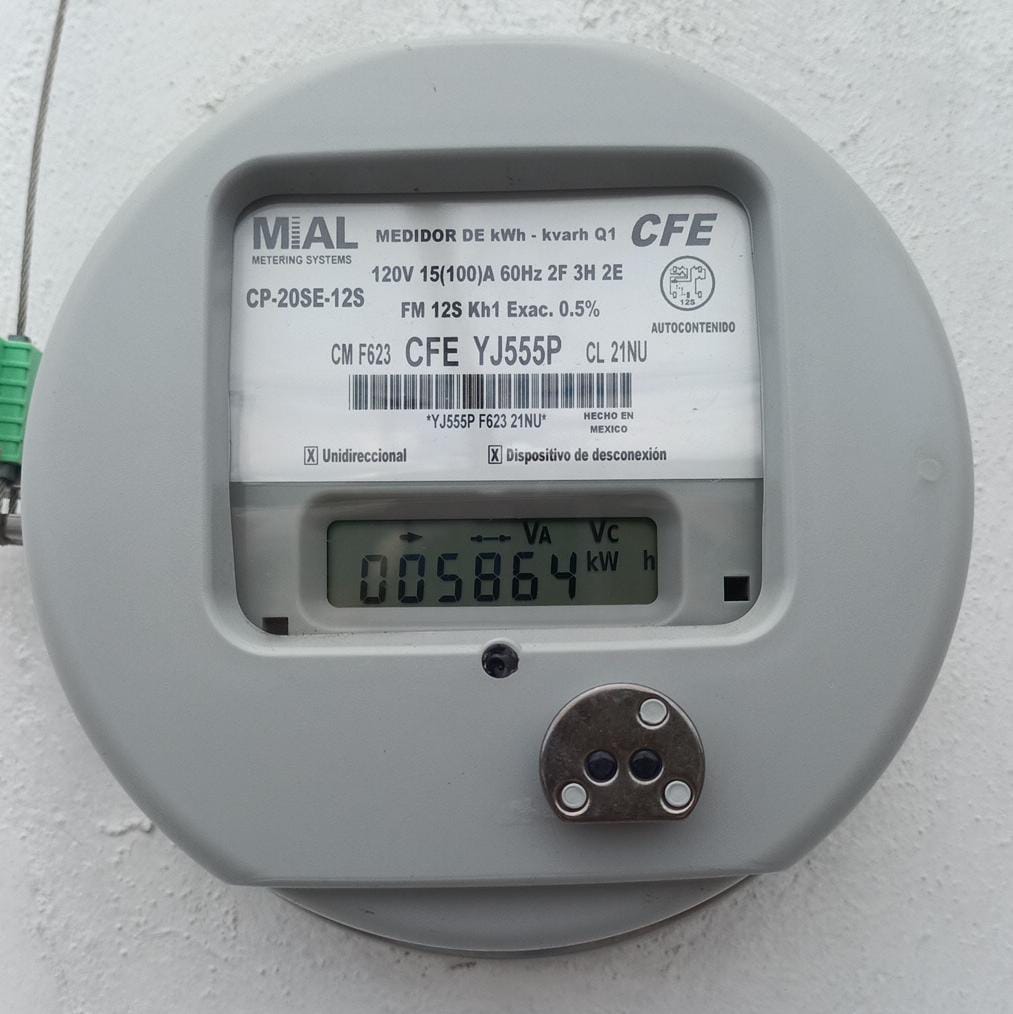 MIAL
METERING SYSTEMS
MEDIDOR DE kWh - kvarh Q1
CFE
120V 15(100)A 60Hz 2F 3H 2E
CP-20SE-12S
FM 12S Kh1 Exac. 0.5%
12S
AUTOCONTENIDO
CM F623 CFE YJ555P CL 21NU
*YJ555P F623 21NU*
HECHO EN
MEXICO
X Unidireccional
X Dispositivo de desconexión
VA VC
005864 kW h